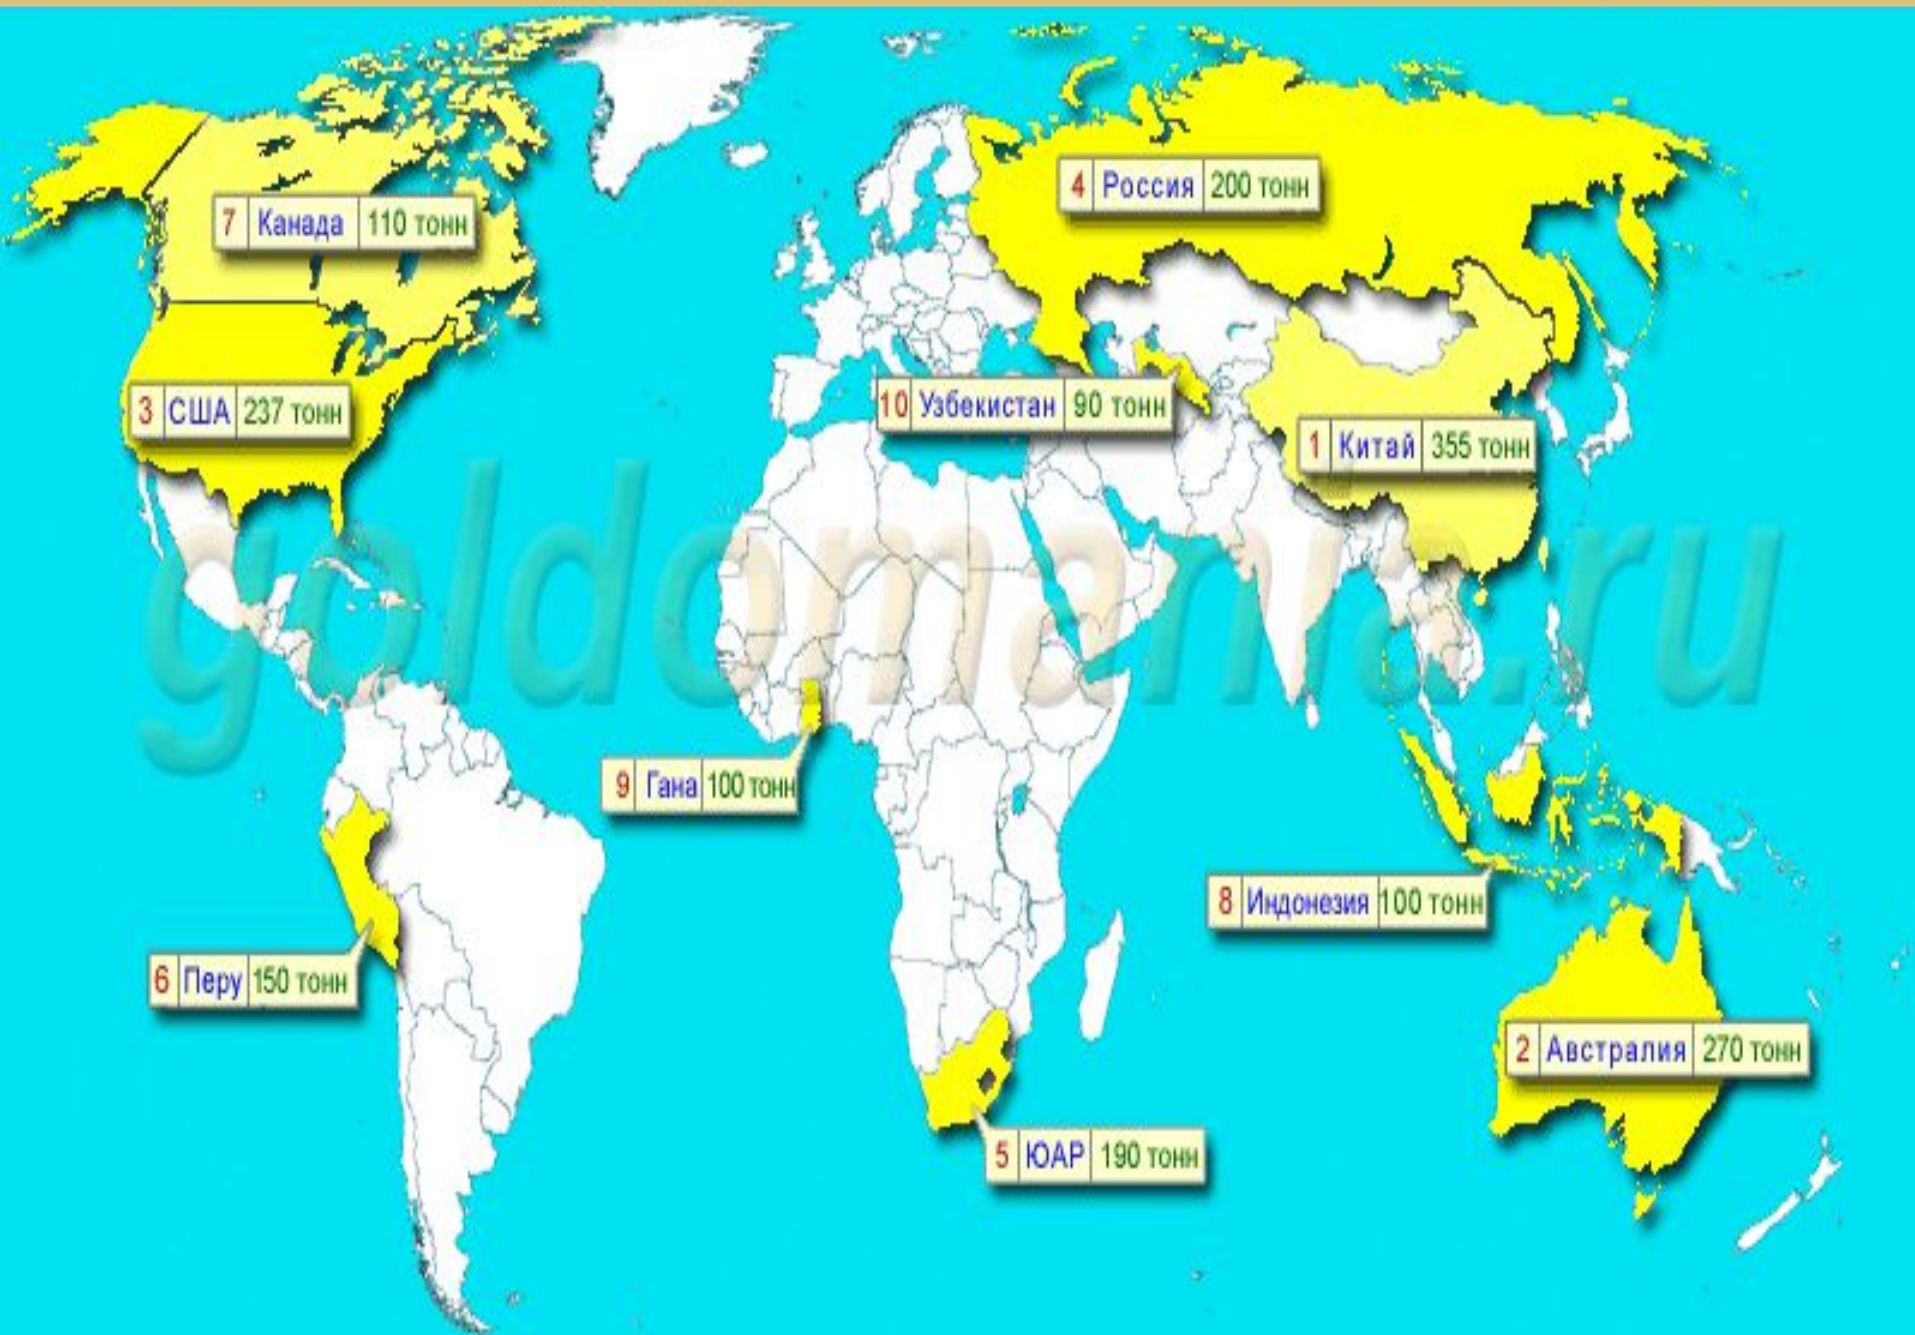 4 Россия 200 тонн
7 Канада 110 тонн
3 США 237 тонн
10 Узбекистан 90 тонн
1 Китай 355 тонн
goldomania.ru
9 Гана 100 тонн
8 Индонезия 100 тонн
6 Перу 150 тонн
2 Австралия 270 тонн
5 ЮАР 190 тонн